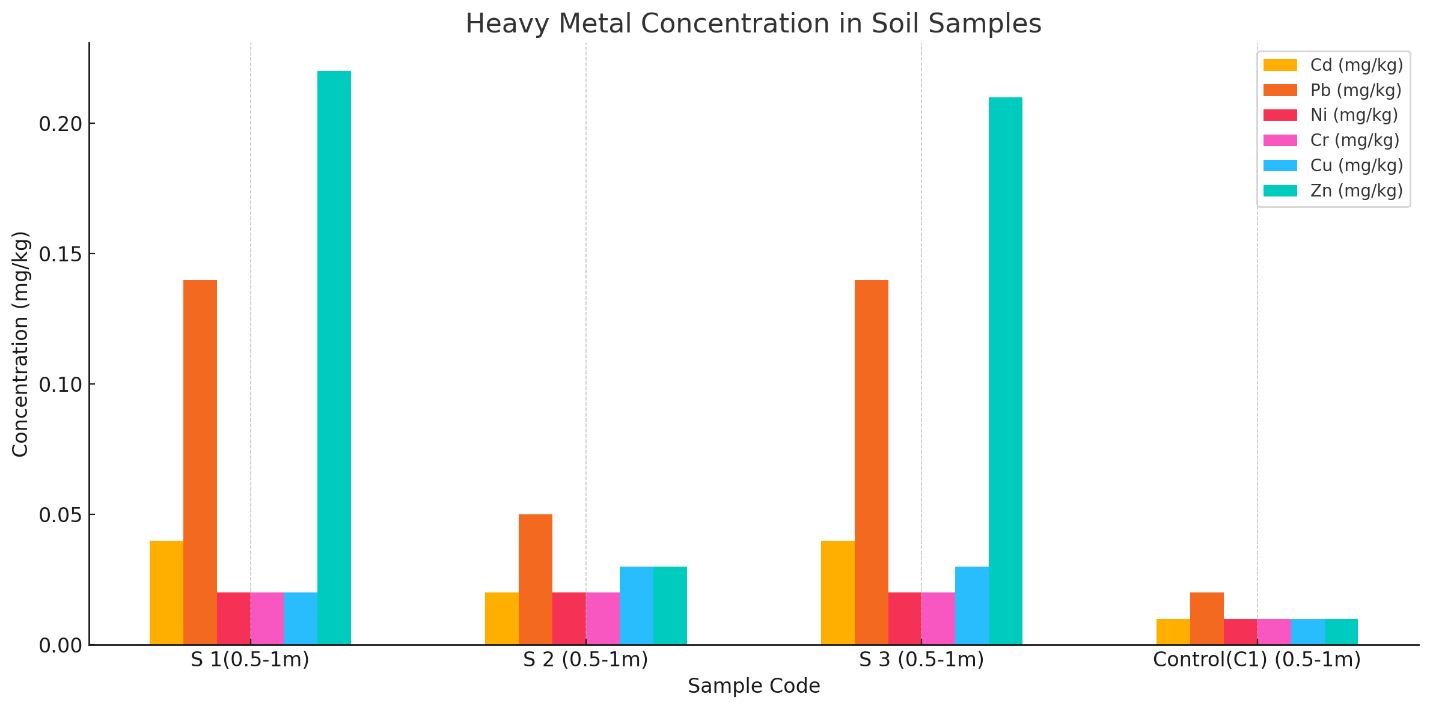 Heavy Metal Concentration in Soil Samples
Cd (mg/kg)
Pb (mg/kg)
Ni (mg/kg)
Cr (mg/kg)
Cu (mg/kg)
Zn (mg/kg)
Concentration (mg/kg)
0.20
0.15
0.10
0.05
0.00
S 1(0.5-1m)
S 2 (0.5-1m)
S 3 (0.5-1m)
Control(C1) (0.5-1m)
Sample Code